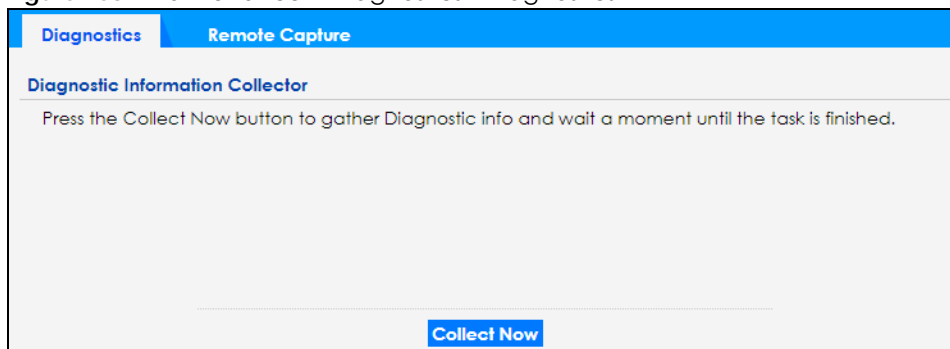 Diagnostics Remote Capture
Diagnostic Information Collector
Press the Collect Now button to gather Diagnostic info and wait a moment until the task is finished.
Collect Now